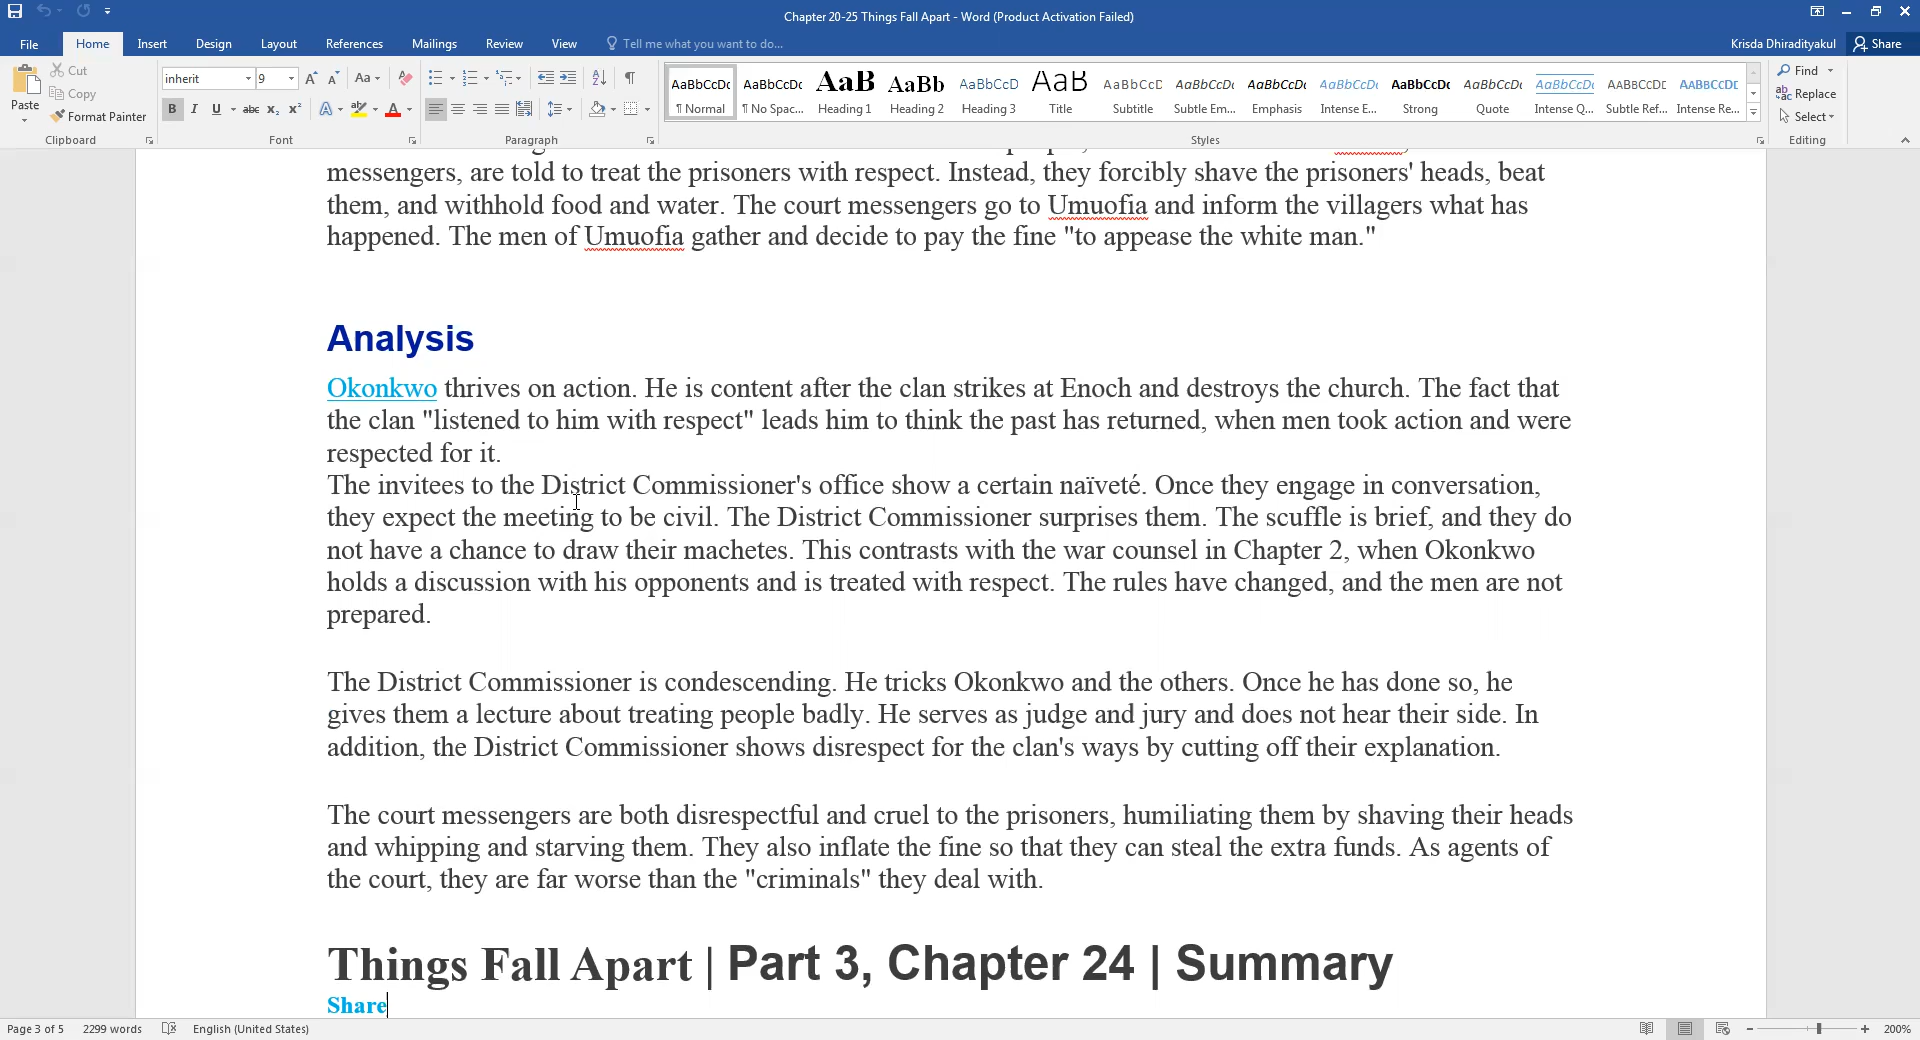 Chapter 20-25 Things Fall Apart - Word (Product Activation Failed)
File Home Insert Design Layout References Mailings Review View Tell me what you want to do... Krisda Dhiradityakul Share
Paste Cut Copy Format Painter
inherit 9
AaBbCcDc AaBbCcDc AaB AaBb AaBbCcD AaB AaBbCcD AaBbCcDc AaBbCcDc AaBbCcDc AaBbCcDc AaBbCcDc AaBbCcDc AABBCCDC AABBCCDC
¶ Normal ¶ No Spac... Heading 1 Heading 2 Heading 3 Title Subtitle Subtle Em... Emphasis Intense E... Strong Quote Intense Q... Subtle Ref... Intense Re...
Find Replace Select
Clipboard Font Paragraph Styles Editing
messengers, are told to treat the prisoners with respect. Instead, they forcibly shave the prisoners' heads, beat
them, and withhold food and water. The court messengers go to Umuofia and inform the villagers what has
happened. The men of Umuofia gather and decide to pay the fine "to appease the white man."
Analysis
Okonkwo thrives on action. He is content after the clan strikes at Enoch and destroys the church. The fact that
the clan "listened to him with respect" leads him to think the past has returned, when men took action and were
respected for it.
The invitees to the District Commissioner's office show a certain naïveté. Once they engage in conversation,
they expect the meeting to be civil. The District Commissioner surprises them. The scuffle is brief, and they do
not have a chance to draw their machetes. This contrasts with the war counsel in Chapter 2, when Okonkwo
holds a discussion with his opponents and is treated with respect. The rules have changed, and the men are not
prepared.
The District Commissioner is condescending. He tricks Okonkwo and the others. Once he has done so, he
gives them a lecture about treating people badly. He serves as judge and jury and does not hear their side. In
addition, the District Commissioner shows disrespect for the clan's ways by cutting off their explanation.
The court messengers are both disrespectful and cruel to the prisoners, humiliating them by shaving their heads
and whipping and starving them. They also inflate the fine so that they can steal the extra funds. As agents of
the court, they are far worse than the "criminals" they deal with.
Things Fall Apart | Part 3, Chapter 24 | Summary
Share
Page 3 of 5 2299 words English (United States) 200%